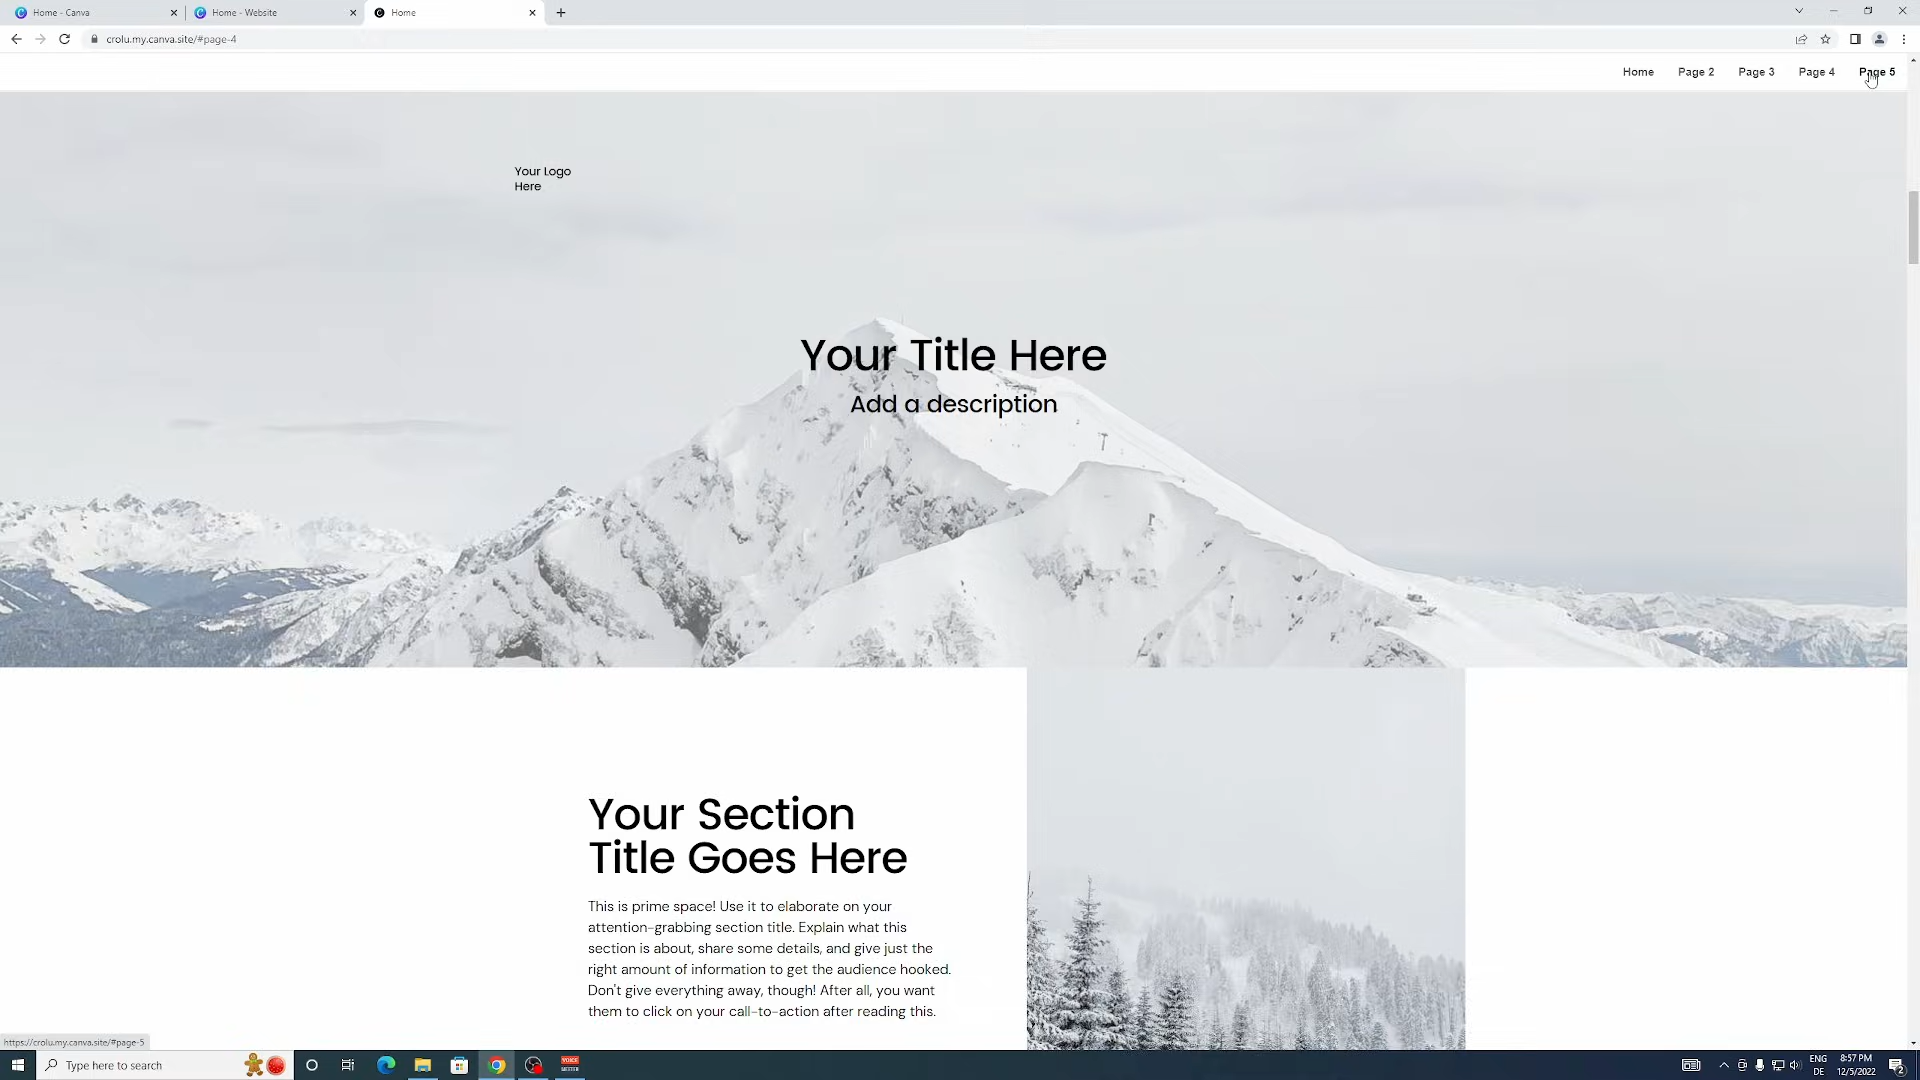 Home - Canva
Home - Website
Home
crolu.my.canva.site/#page-4
Home
Page 2
Page 3
Page 4
Page 5
Your Logo
Here
Your Title Here
Add a description
Your Section
Title Goes Here
This is prime space! Use it to elaborate on your
attention-grabbing section title. Explain what this
section is about, share some details, and give just the
right amount of information to get the audience hooked.
Don't give everything away, though! After all, you want
them to click on your call-to-action after reading this.
https://crolu.my.canva.site/#page-5
Type here to search
VOICE
MEETER
ENG
DE
8:57 PM
12/5/2022
2